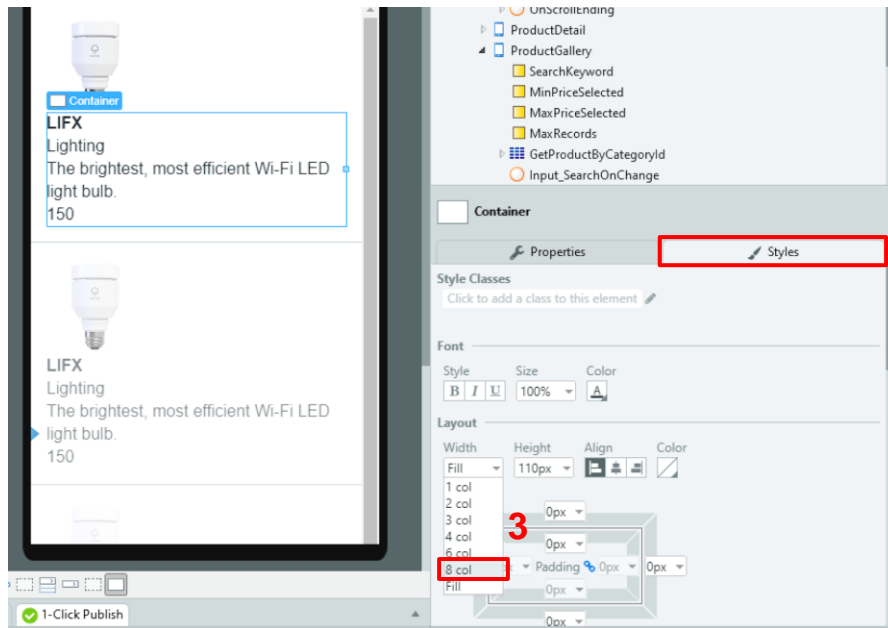 Container
LIFX
Lighting
The brightest, most efficient Wi-Fi LED
light bulb.
150
LIFX
Lighting
The brightest, most efficient Wi-Fi LED
light bulb.
150
1-Click Publish
OnScrollEnding
ProductDetail
ProductGallery
SearchKeyword
MinPriceSelected
MaxPriceSelected
MaxRecords
GetProductByCategoryId
Input_SearchOnChange
Container
Properties
Styles
Style Classes
Click to add a class to this element
Font
Style Size Color
B I U 100% A
Layout
Width Height Align Color
Fill 110px
1 col
2 col
3 col
4 col
6 col
8 col
Fill
3
0px
0px
Padding 0px 0px
0px
0px